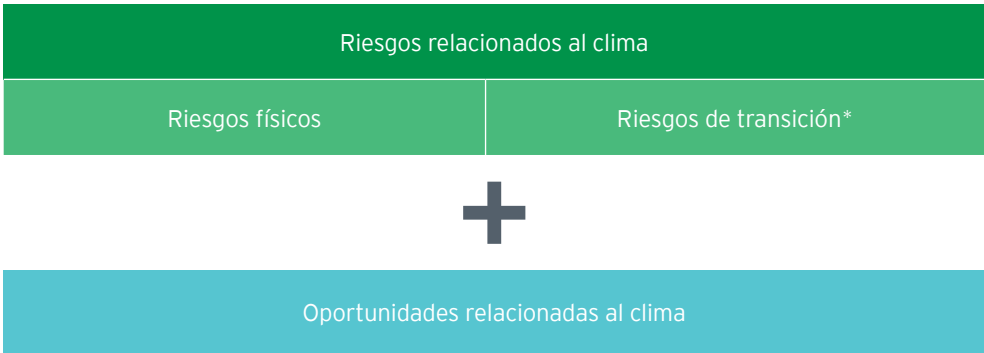 Riesgos relacionados al clima
Riesgos físicos
Riesgos de transición*
Oportunidades relacionadas al clima